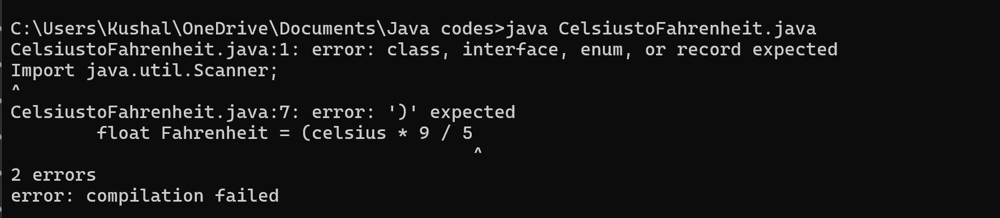 C:\Users\Kushal\OneDrive\Documents\Java codes>java CelsiustoFahrenheit.java
CelsiustoFahrenheit.java:1: error: class, interface, enum, or record expected
Import java.util.Scanner;
^
CelsiustoFahrenheit.java:7: error: ')' expected
        float Fahrenheit = (celsius * 9 / 5
                                           ^
2 errors
error: compilation failed